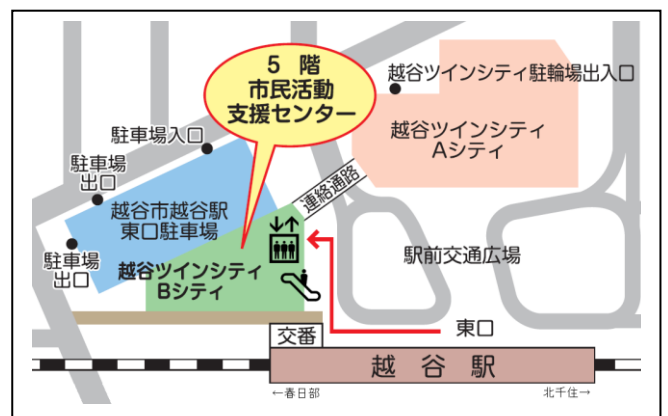 5 階
市民活動
支援センター
越谷ツインシティ駐輪場出入口
越谷ツインシティ
Aシティ
駐車場入口
駐車場
出口
連絡通路
越谷市越谷駅
東口駐車場
駅前交通広場
駐車場
出口
越谷ツインシティ
Bシティ
東口
交番
越谷駅
←春日部
北千住→